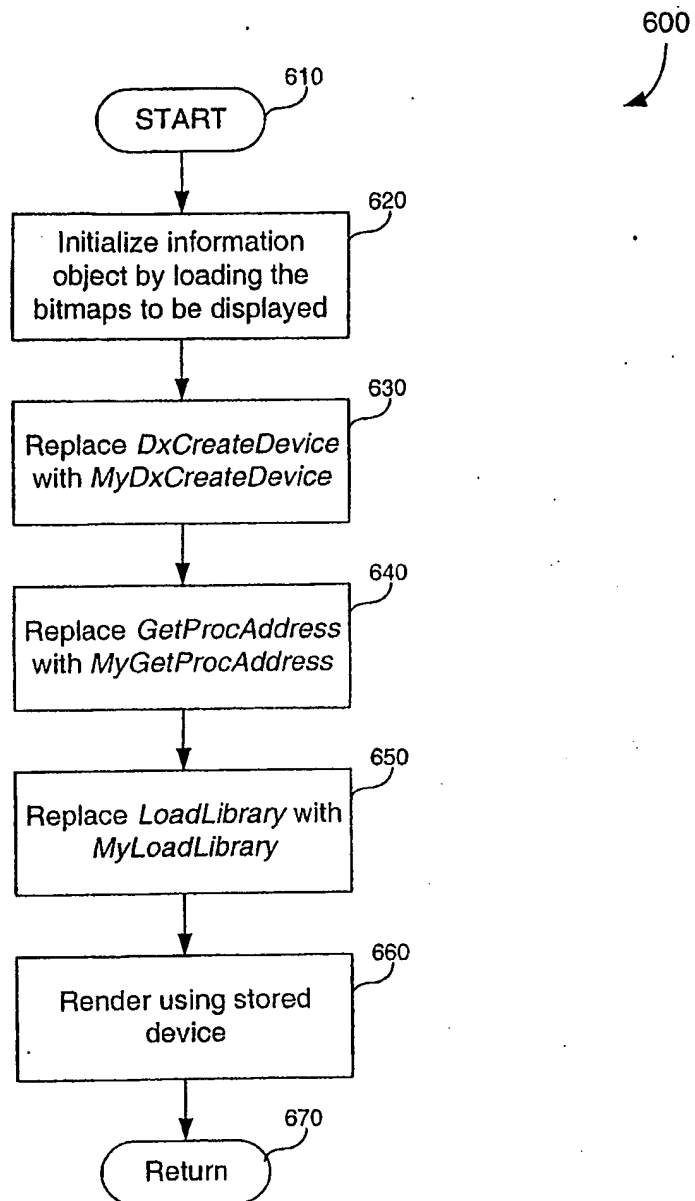 600
610
START
620
Initialize information
object by loading the
bitmaps to be displayed
630
Replace DxCreateDevice
with MyDxCreateDevice
640
Replace GetProcAddress
with MyGetProcAddress
650
Replace LoadLibrary with
MyLoadLibrary
660
Render using stored
device
670
Return